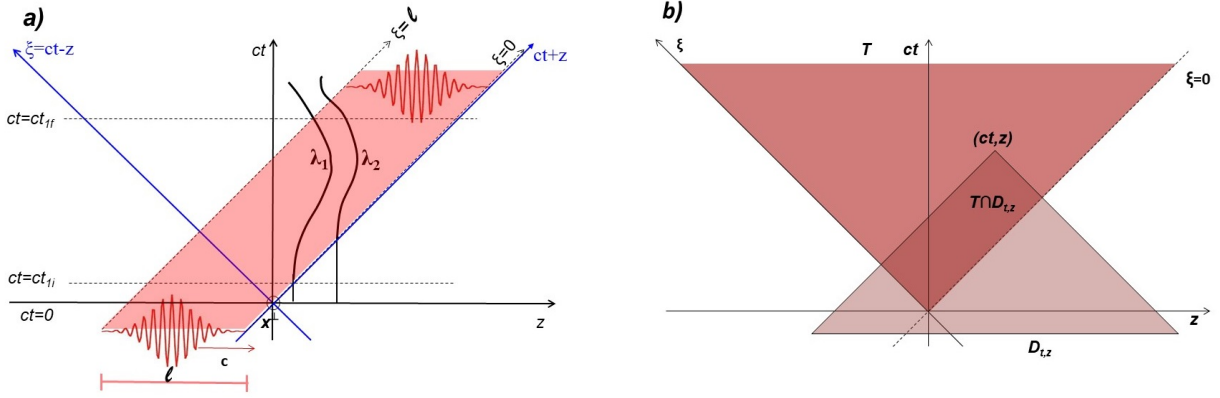 a)
ct
ξ=ℓ
ξ=0
ξ=ct-z
ct+z
ct=ct1f
λ1
λ2
ct=ct1i
ct=0
x
z
c
ℓ
b)
ξ
T
ct
ξ=0
(ct,z)
T∩Dt,z
z
Dt,z